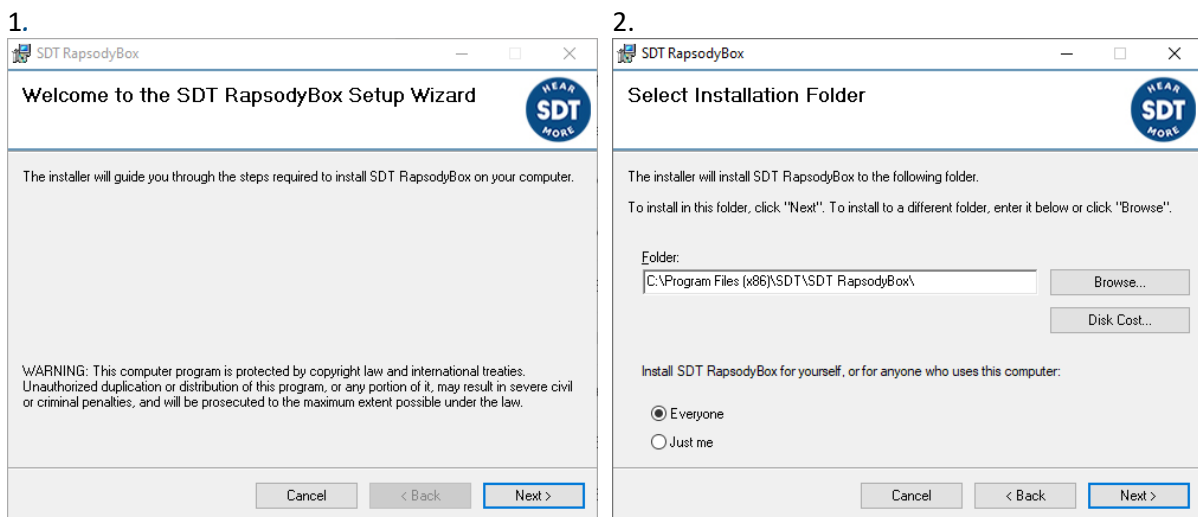 1.
SDT RapsodyBox
Welcome to the SDT RapsodyBox Setup Wizard
HEAR
SDT
MORE
The installer will guide you through the steps required to install SDT RapsodyBox on your computer.
WARNING: This computer program is protected by copyright law and international treaties.
Unauthorized duplication or distribution of this program, or any portion of it, may result in severe civil
or criminal penalties, and will be prosecuted to the maximum extent possible under the law.
Cancel
< Back
Next >
2.
SDT RapsodyBox
Select Installation Folder
HEAR
SDT
MORE
The installer will install SDT RapsodyBox to the following folder.
To install in this folder, click "Next". To install to a different folder, enter it below or click "Browse".
Folder:
C:\Program Files (x86)\SDT\SDT RapsodyBox\
Browse...
Disk Cost...
Install SDT RapsodyBox for yourself, or for anyone who uses this computer:
Everyone
Just me
Cancel
< Back
Next >